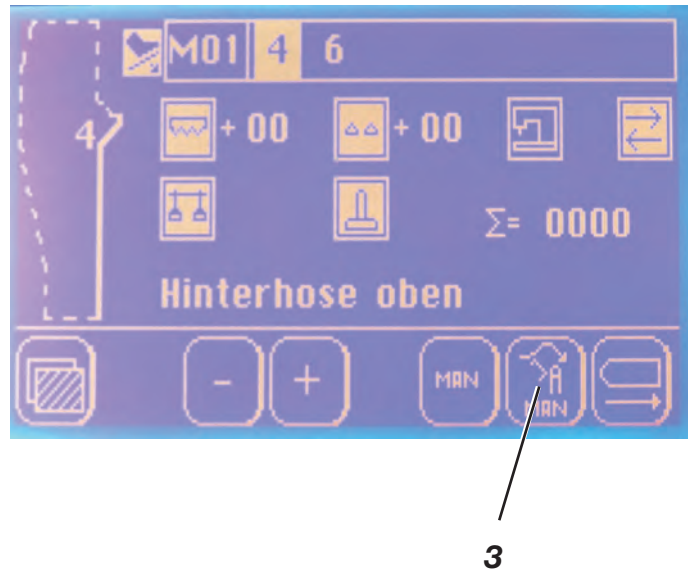 M01 4 6
4
+ 00 + 00
Σ= 0000
Hinterhose oben
- + MAN A
MAN
3